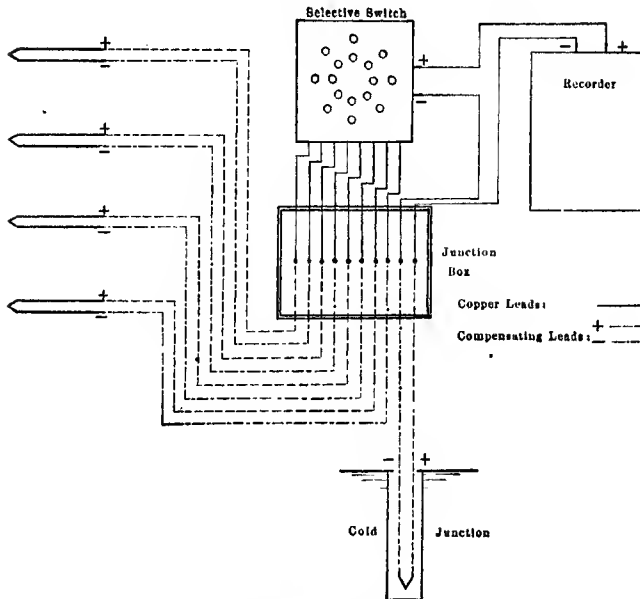 Selective Switch
+
−
− +
Recorder
+
−
+
−
+
−
+
−
Junction
Box
Copper Leads:
Compensating Leads: + −
− +
Cold Junction